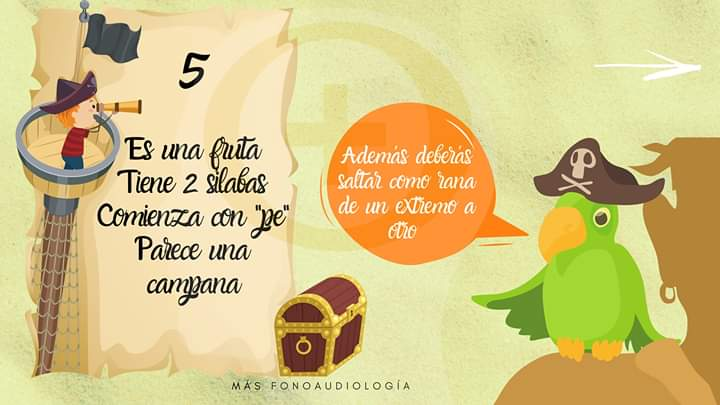 5
Es una fruta
Tiene 2 silabas
Comienza con "pe"
Parece una
campana
Además deberás
saltar como rana
de un extremo a
otro
MÁS FONOAUDIOLOGÍA